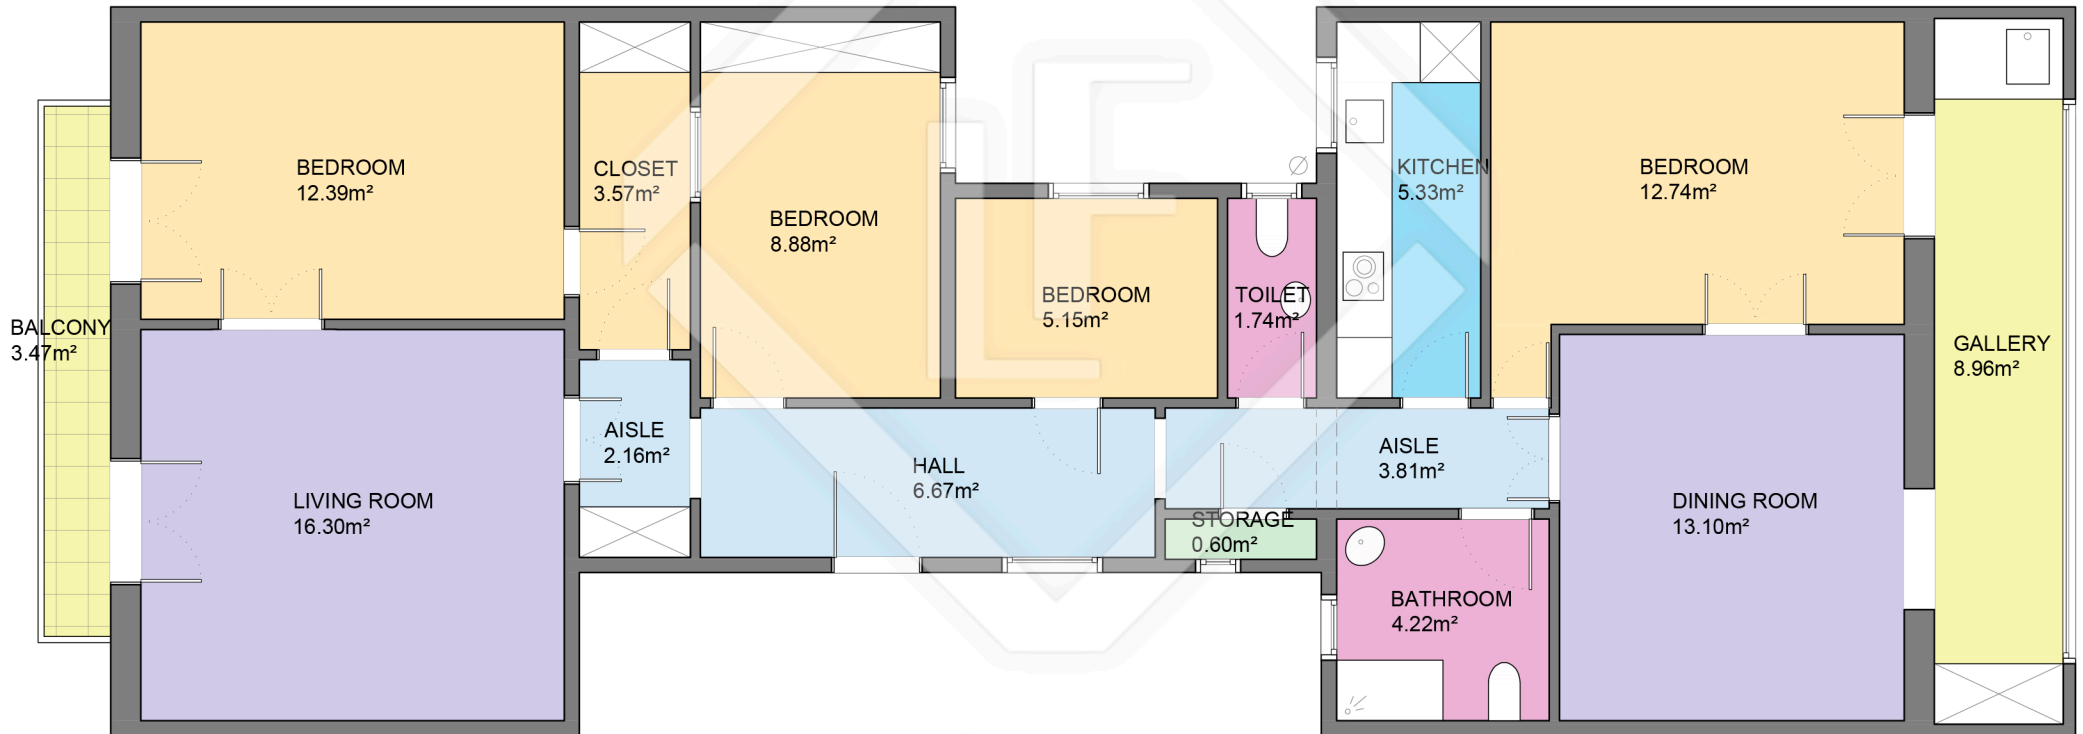 BEDROOM
12.39m²
CLOSET
3.57m²
BEDROOM
8.88m²
KITCHEN
5.33m²
BEDROOM
12.74m²
BEDROOM
5.15m²
TOILET
1.74m²
BALCONY
3.47m²
GALLERY
8.96m²
AISLE
2.16m²
HALL
6.67m²
AISLE
3.81m²
LIVING ROOM
16.30m²
STORAGE
0.60m²
DINING ROOM
13.10m²
BATHROOM
4.22m²